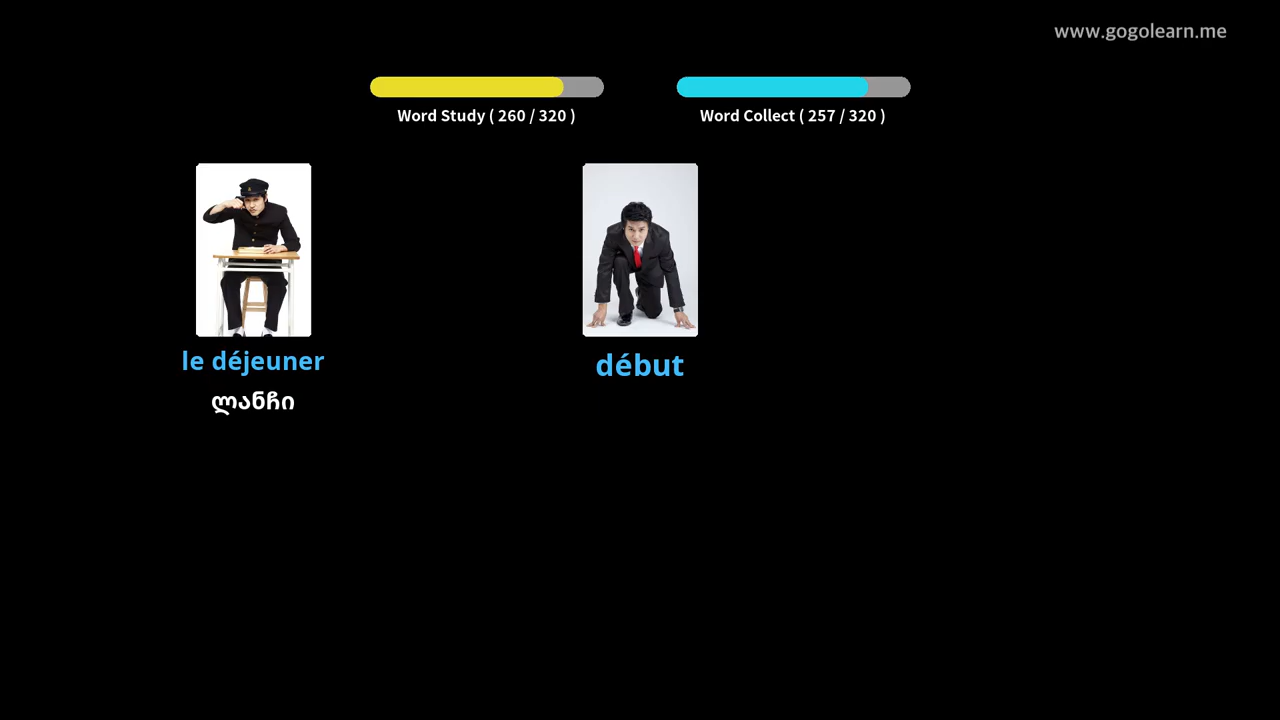 www.gogolearn.me
Word Study ( 260 / 320 )
Word Collect ( 257 / 320 )
le déjeuner
ლანჩი
début